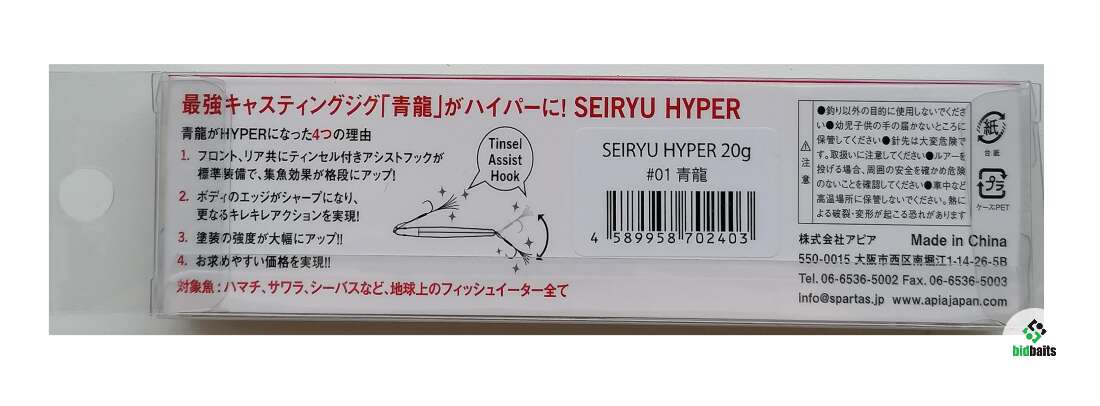 最強キャスティングジグ「青龍」がハイパーに! SEIRYU HYPER
青龍がHYPERになった4つの理由
1. フロント、リア共にティンセル付きアシストフックが
標準装備で、集魚効果が格段にアップ!
2. ボディのエッジがシャープになり、
更なるキレキレアクションを実現!
3. 塗装の強度が大幅にアップ!!
4. お求めやすい価格を実現!!
対象魚:ハマチ、サワラ、シーバスなど、地球上のフィッシュイーター全て
Tinsel
Assist
Hook
SEIRYU HYPER 20g
#01 青龍
4 589958 702403
⚠注意
●釣り以外の目的に使用しないでくださ
い●幼児子供の手の届かないところに
保管してください●針先は大変危険で
す。取扱いに注意してください●ルアーを
投げる場合、周囲の安全を確かめ危険
のないことを確認してください●車中など
高温場所に保管しないでください。熱に
よる破裂・変形が起こる恐れがあります
紙
台紙
プラ
ケース:PET
株式会社アピア Made in China
550-0015 大阪市西区南堀江1-14-26-5B
Tel. 06-6536-5002 Fax. 06-6536-5003
info@spartas.jp www.apiajapan.com
bidbaits